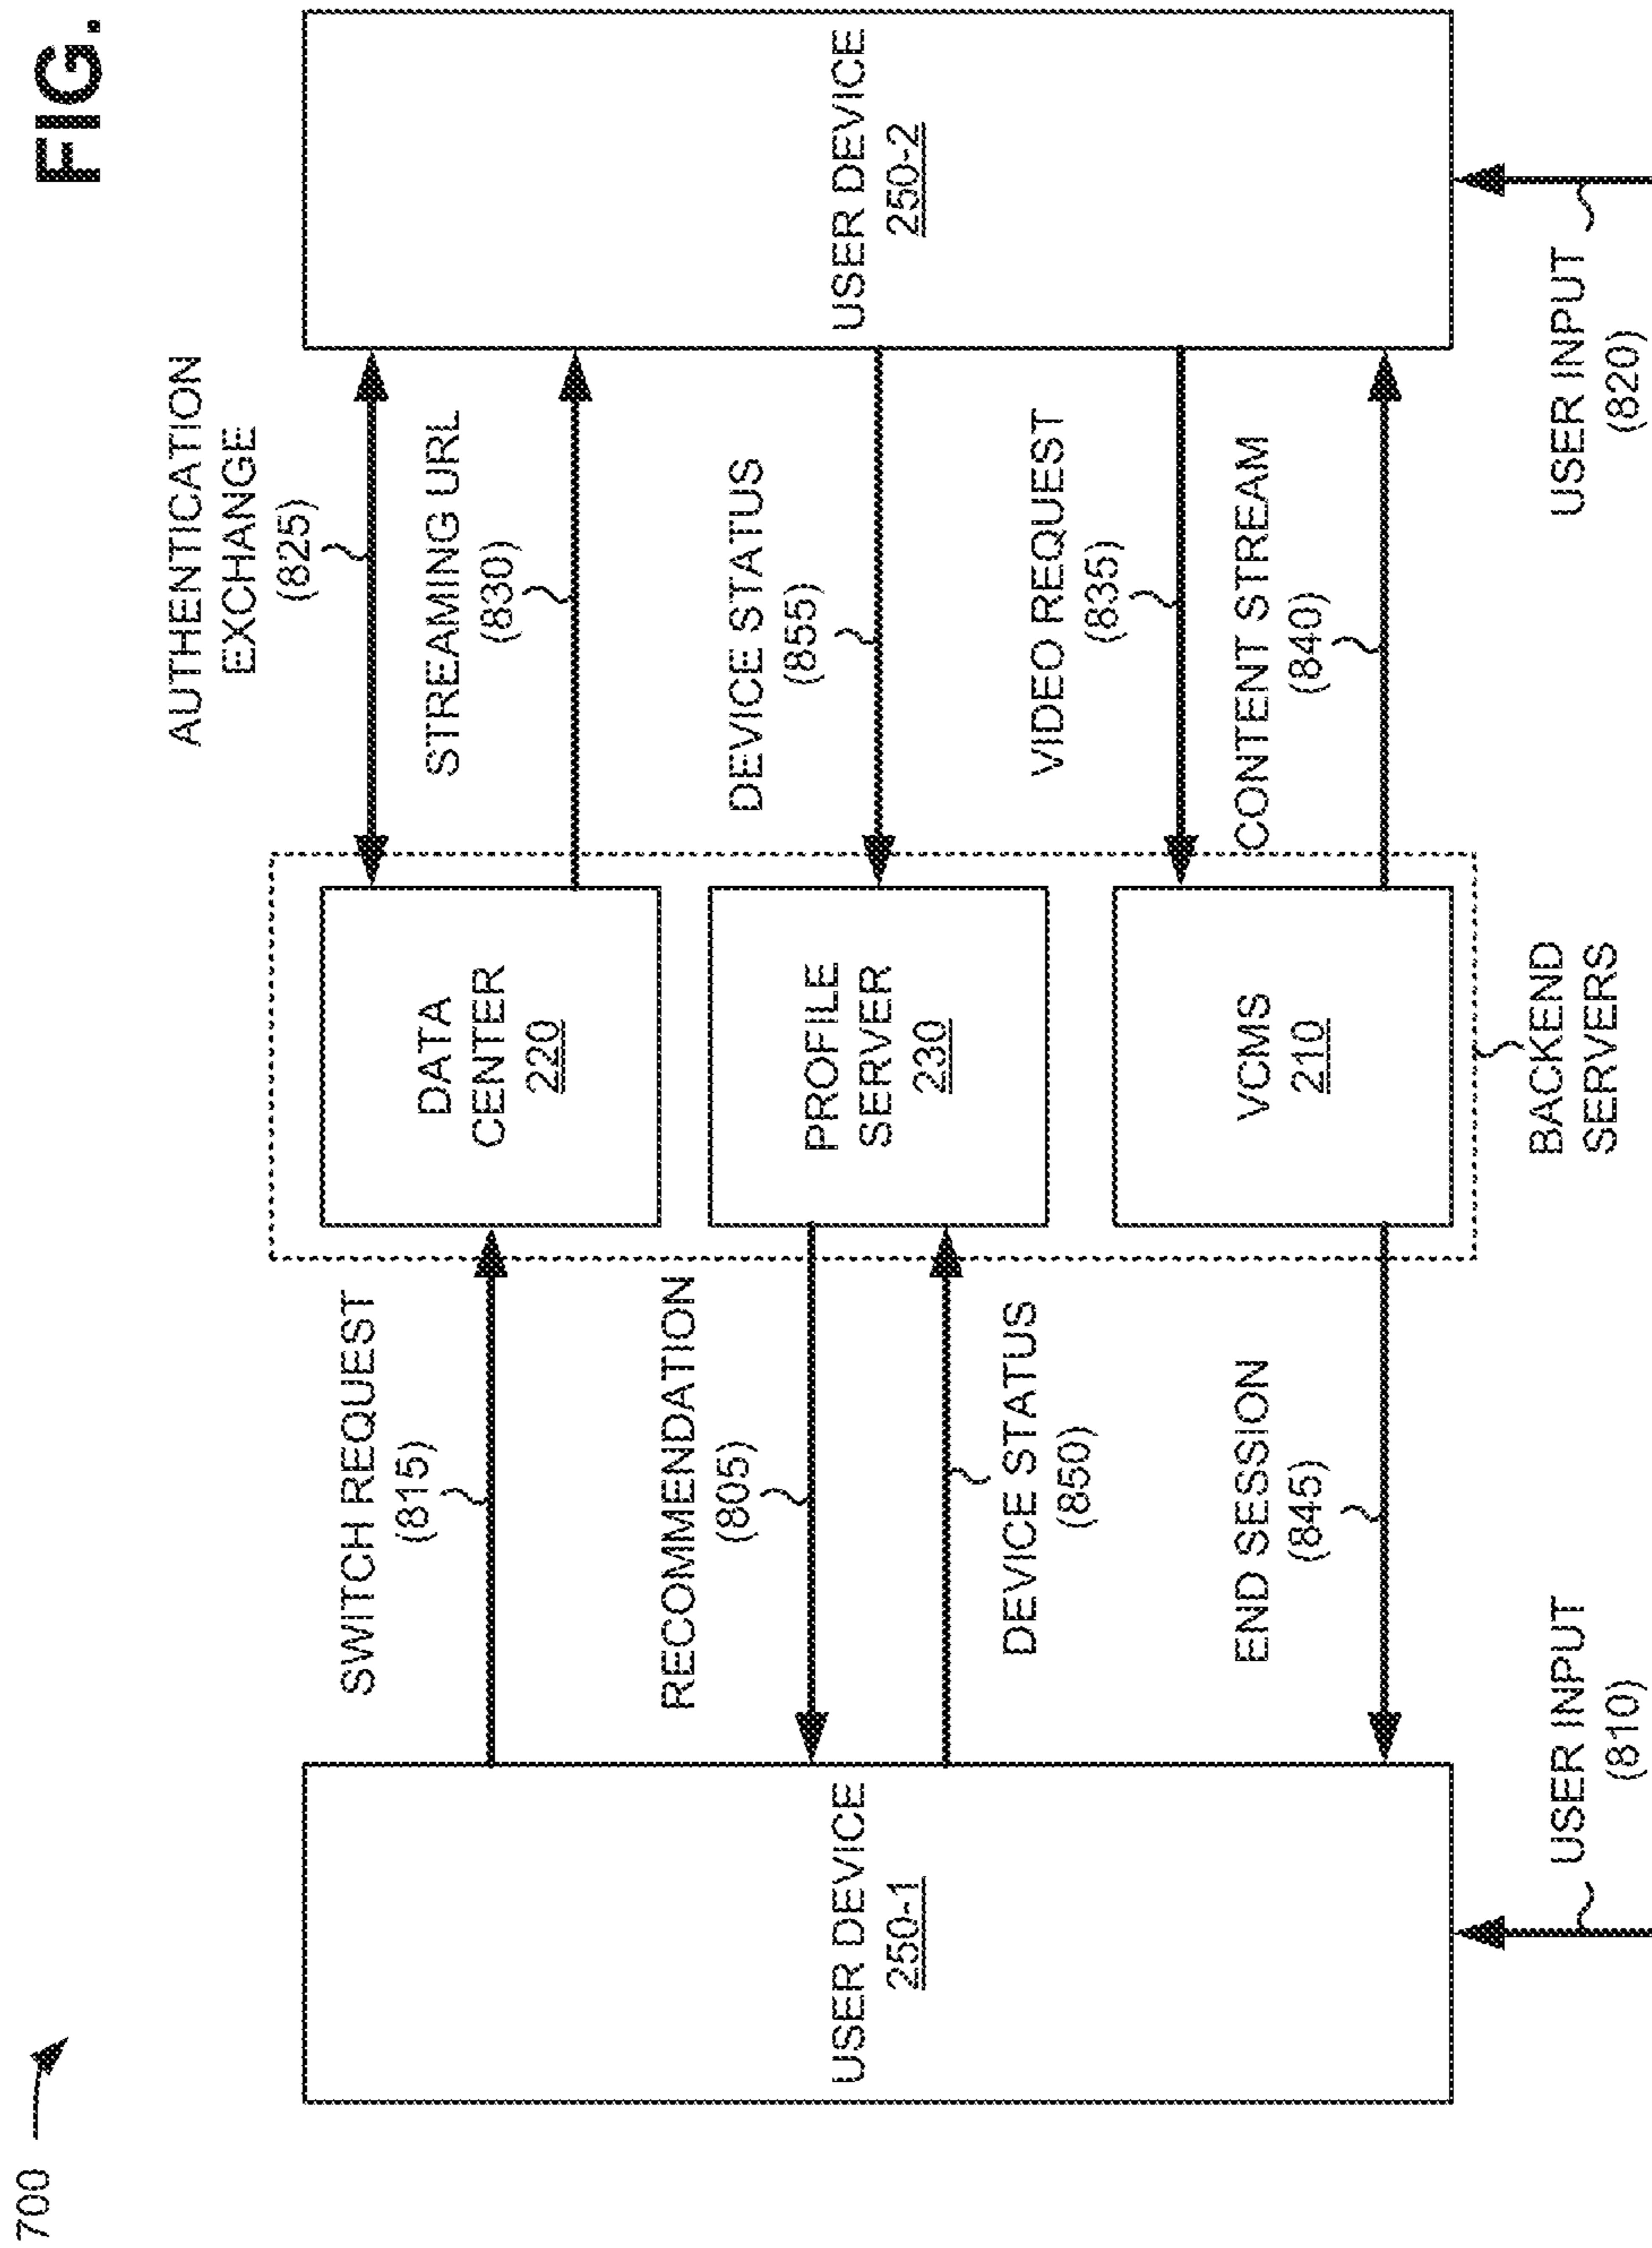 700
FIG.
AUTHENTICATION
EXCHANGE
(825)
SWITCH REQUEST
(815)
STREAMING URL
(830)
DATA
CENTER
220
RECOMMENDATION
(805)
DEVICE STATUS
(855)
USER DEVICE
250-1
PROFILE
SERVER
230
USER DEVICE
250-2
DEVICE STATUS
(850)
VIDEO REQUEST
(835)
END SESSION
(845)
VCMS
210
CONTENT STREAM
(840)
USER INPUT
(810)
BACKEND
SERVERS
USER INPUT
(820)